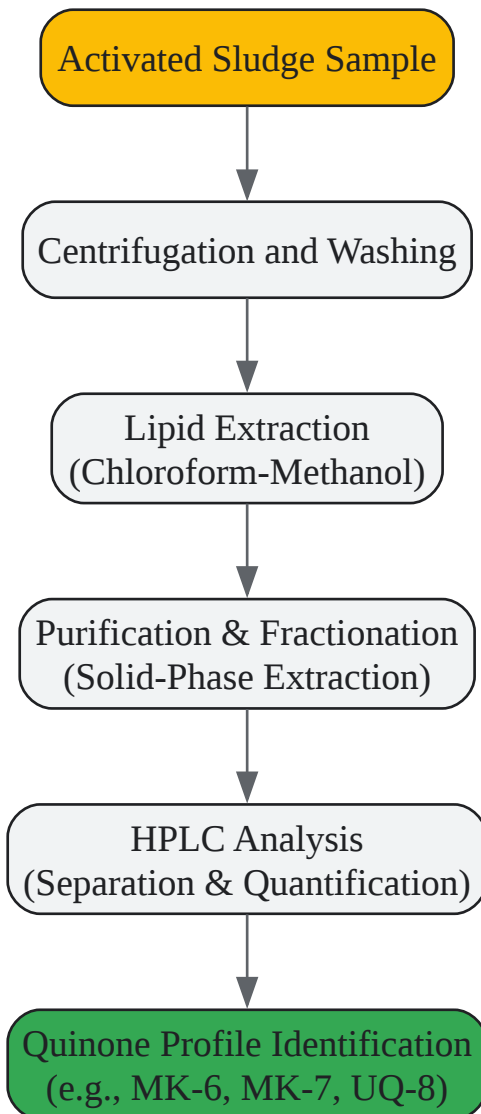 Activated Sludge Sample
Centrifugation and Washing
Lipid Extraction
(Chloroform-Methanol)
Purification & Fractionation
(Solid-Phase Extraction)
HPLC Analysis
(Separation & Quantification)
Quinone Profile Identification
(e.g., MK-6, MK-7, UQ-8)